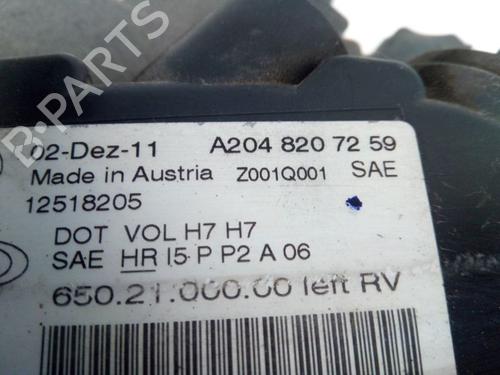 B-PARTS
02-Dez-11 A204 820 72 59
Made in Austria Z001Q001 SAE
12518205
DOT VOL H7 H7
SAE HR I5 P P2 A 06
650.21.000.00 left RV